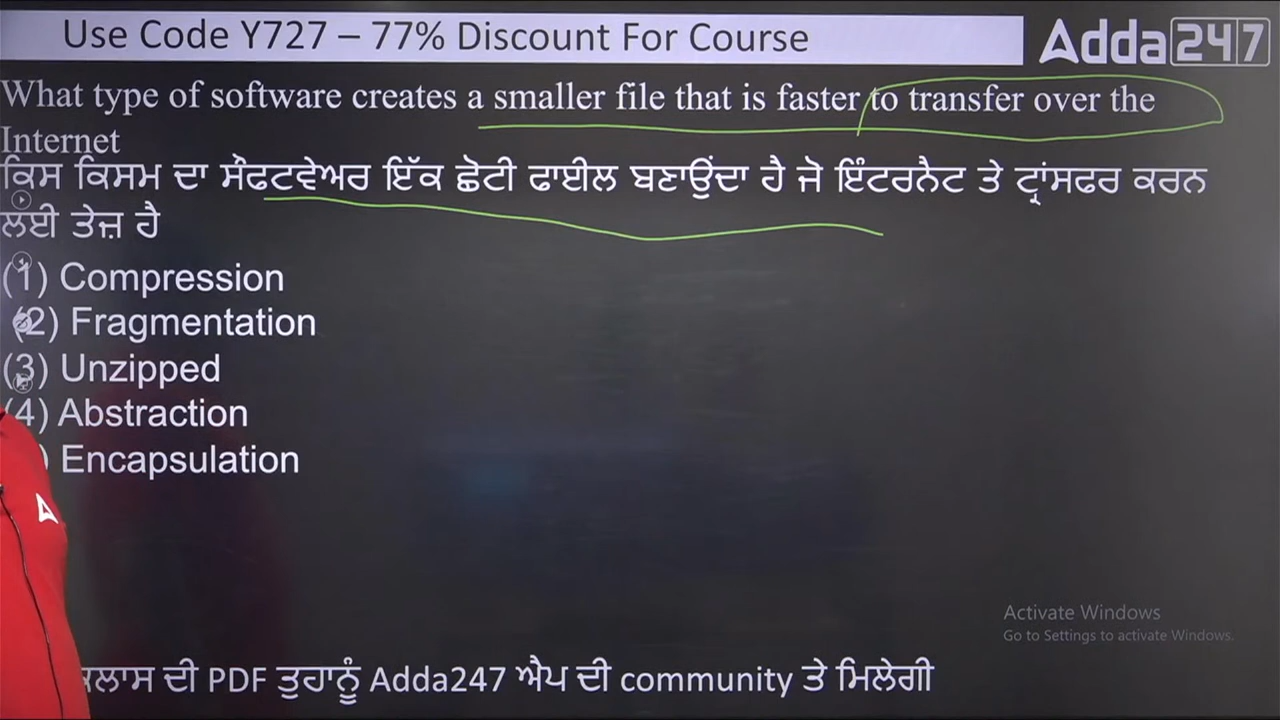 Use Code Y727 – 77% Discount For Course
Adda247
What type of software creates a smaller file that is faster to transfer over the
Internet
ਕਿਸ ਕਿਸਮ ਦਾ ਸੌਫਟਵੇਅਰ ਇੱਕ ਛੋਟੀ ਫਾਈਲ ਬਣਾਉਂਦਾ ਹੈ ਜੋ ਇੰਟਰਨੈਟ ਤੇ ਟ੍ਰਾਂਸਫਰ ਕਰਨ
ਲਈ ਤੇਜ਼ ਹੈ
(1) Compression
(2) Fragmentation
(3) Unzipped
(4) Abstraction
) Encapsulation
Activate Windows
Go to Settings to activate Windows.
ਦੀ PDF ਤੁਹਾਨੂੰ Adda247 ਐਪ ਦੀ community ਤੇ ਮਿਲੇਗੀ